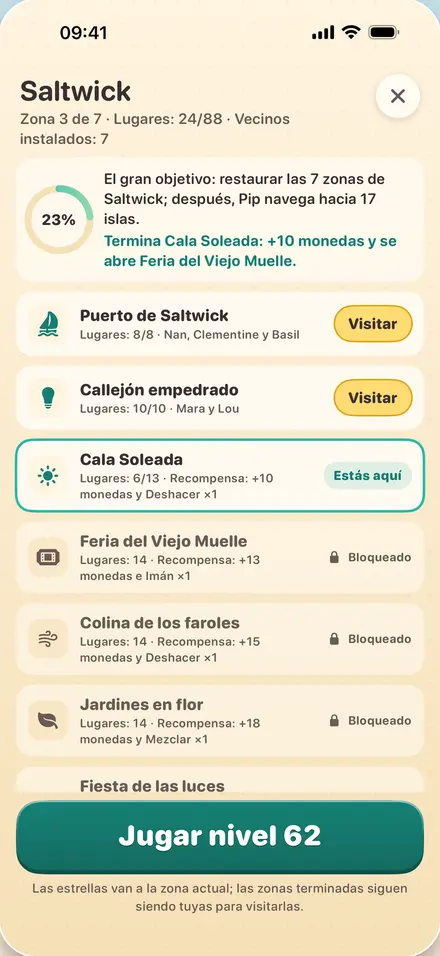 09:41
Saltwick
Zona 3 de 7 · Lugares: 24/88 · Vecinos
instalados: 7
23%
El gran objetivo: restaurar las 7 zonas de
Saltwick; después, Pip navega hacia 17
islas.
Termina Cala Soleada: +10 monedas y se
abre Feria del Viejo Muelle.
Puerto de Saltwick
Lugares: 8/8 · Nan, Clementine y Basil
Visitar
Callejón empedrado
Lugares: 10/10 · Mara y Lou
Visitar
Cala Soleada
Lugares: 6/13 · Recompensa: +10
monedas y Deshacer ×1
Estás aquí
Feria del Viejo Muelle
Lugares: 14 · Recompensa: +13
monedas e Imán ×1
Bloqueado
Colina de los faroles
Lugares: 14 · Recompensa: +15
monedas y Deshacer ×1
Bloqueado
Jardines en flor
Lugares: 14 · Recompensa: +18
monedas y Mezclar ×1
Bloqueado
Fiesta de las luces
Jugar nivel 62
Las estrellas van a la zona actual; las zonas terminadas siguen
siendo tuyas para visitarlas.